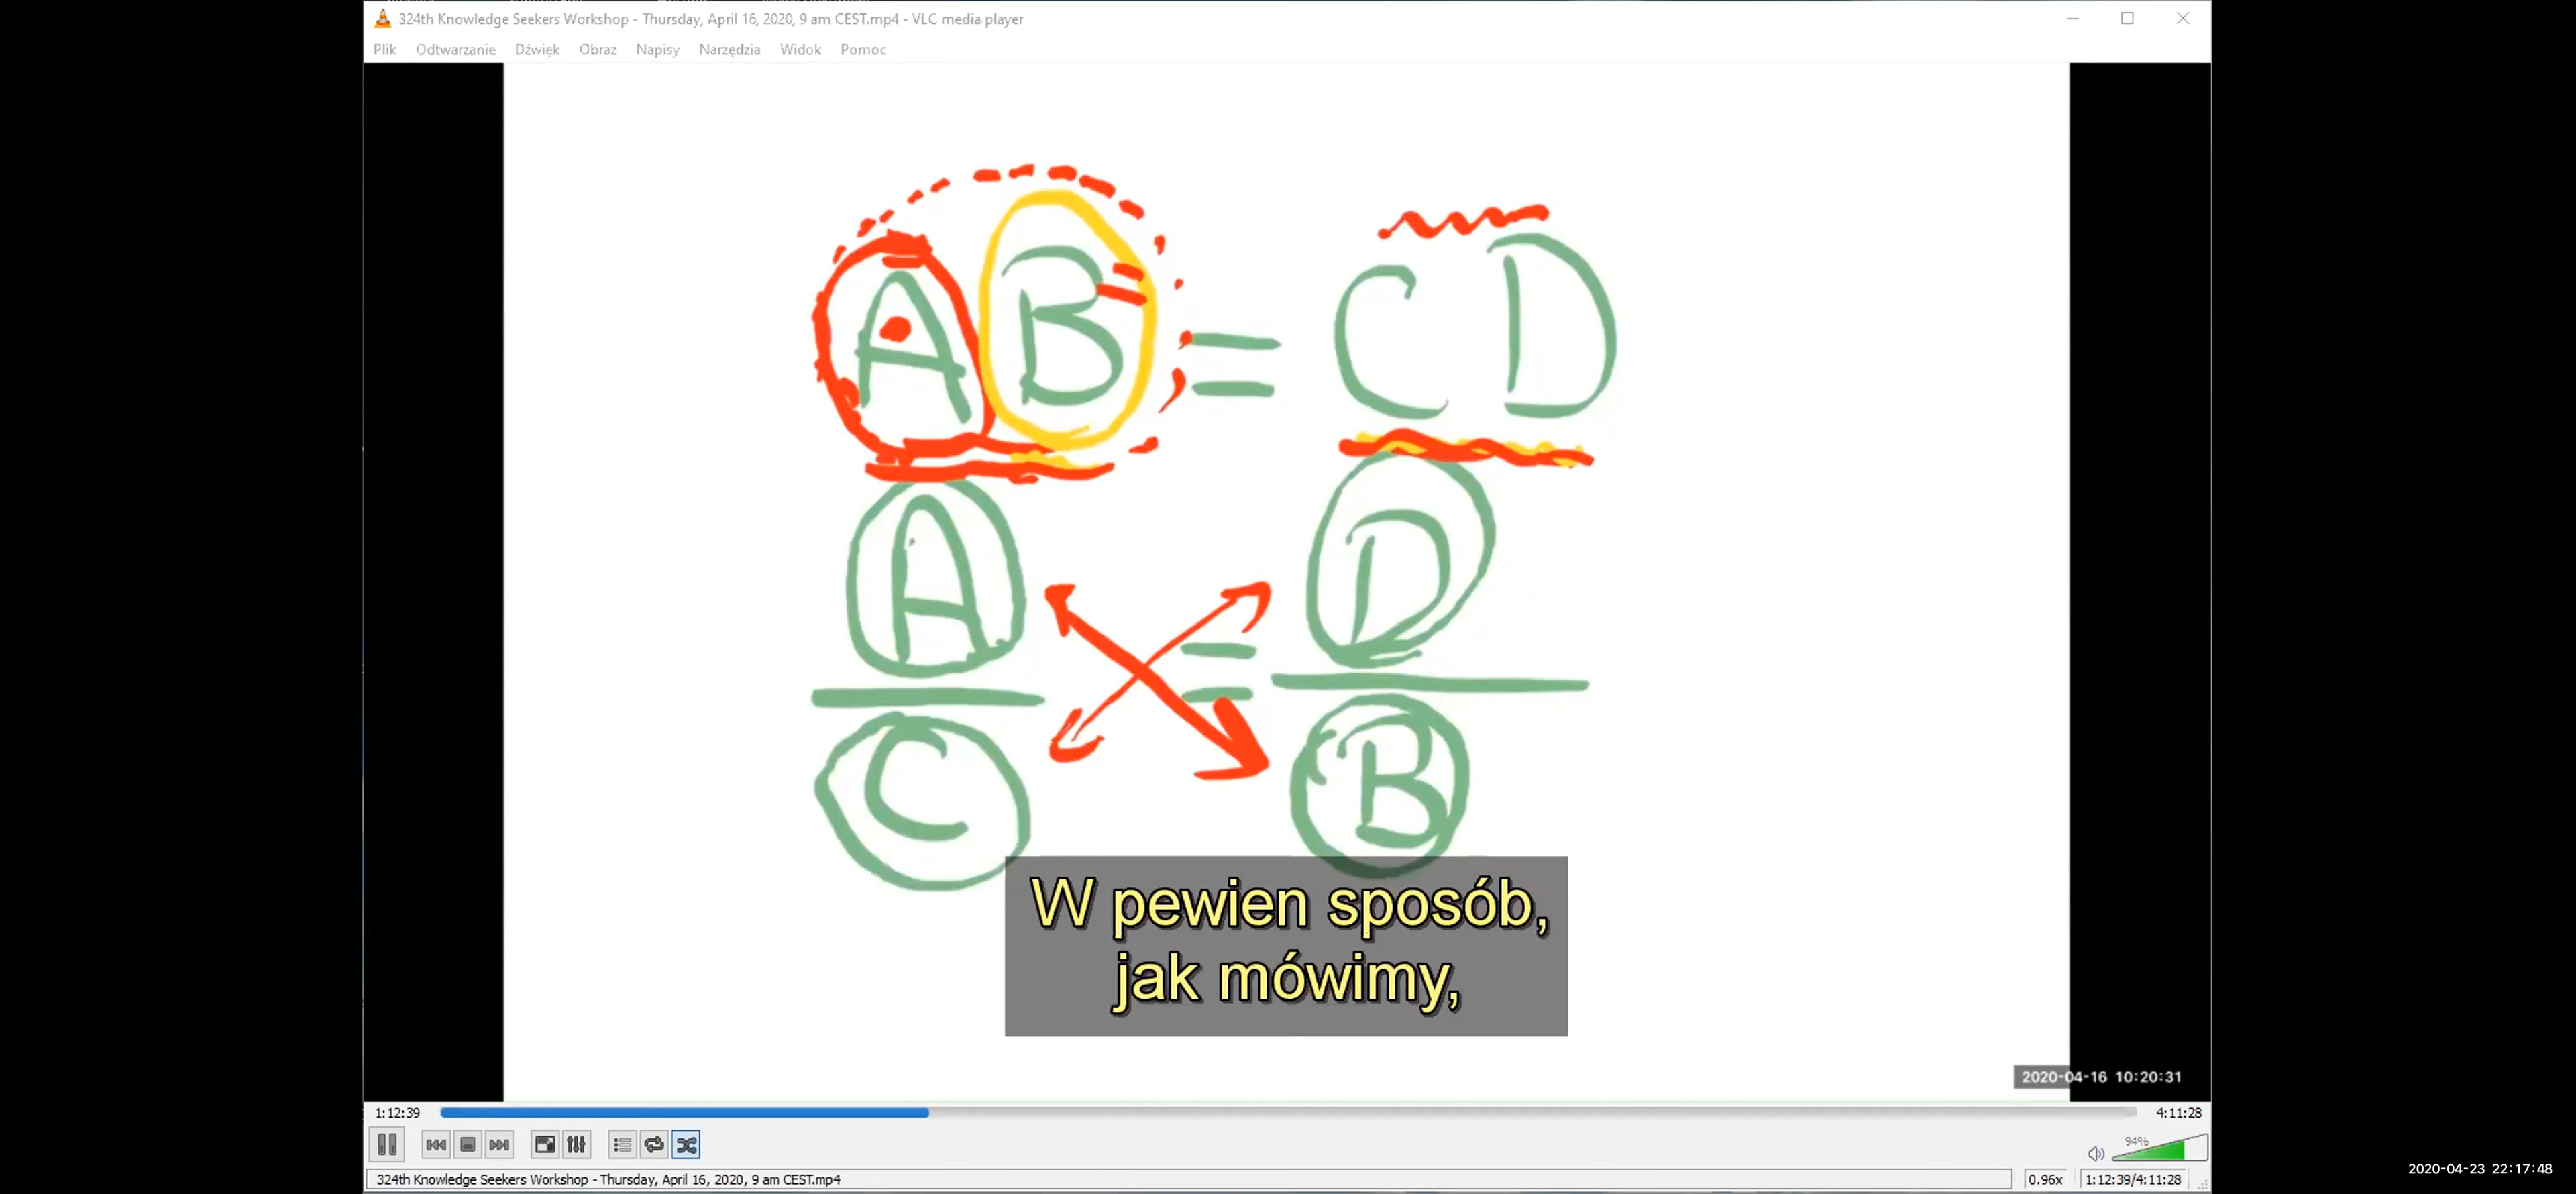 324th Knowledge Seekers Workshop - Thursday, April 16, 2020, 9 am CEST.mp4 - VLC media player
Plik Odtwarzanie Dźwięk Obraz Napisy Narzędzia Widok Pomoc
A B = C D
A = D
C B
W pewien sposób,
jak mówimy,
2020-04-16 10:20:31
1:12:39 4:11:28
94%
2020-04-23 22:17:48
324th Knowledge Seekers Workshop - Thursday, April 16, 2020, 9 am CEST.mp4 0.96x 1:12:39/4:11:28